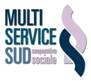 MULTI
SERVICE
SUD cooperativa
sociale